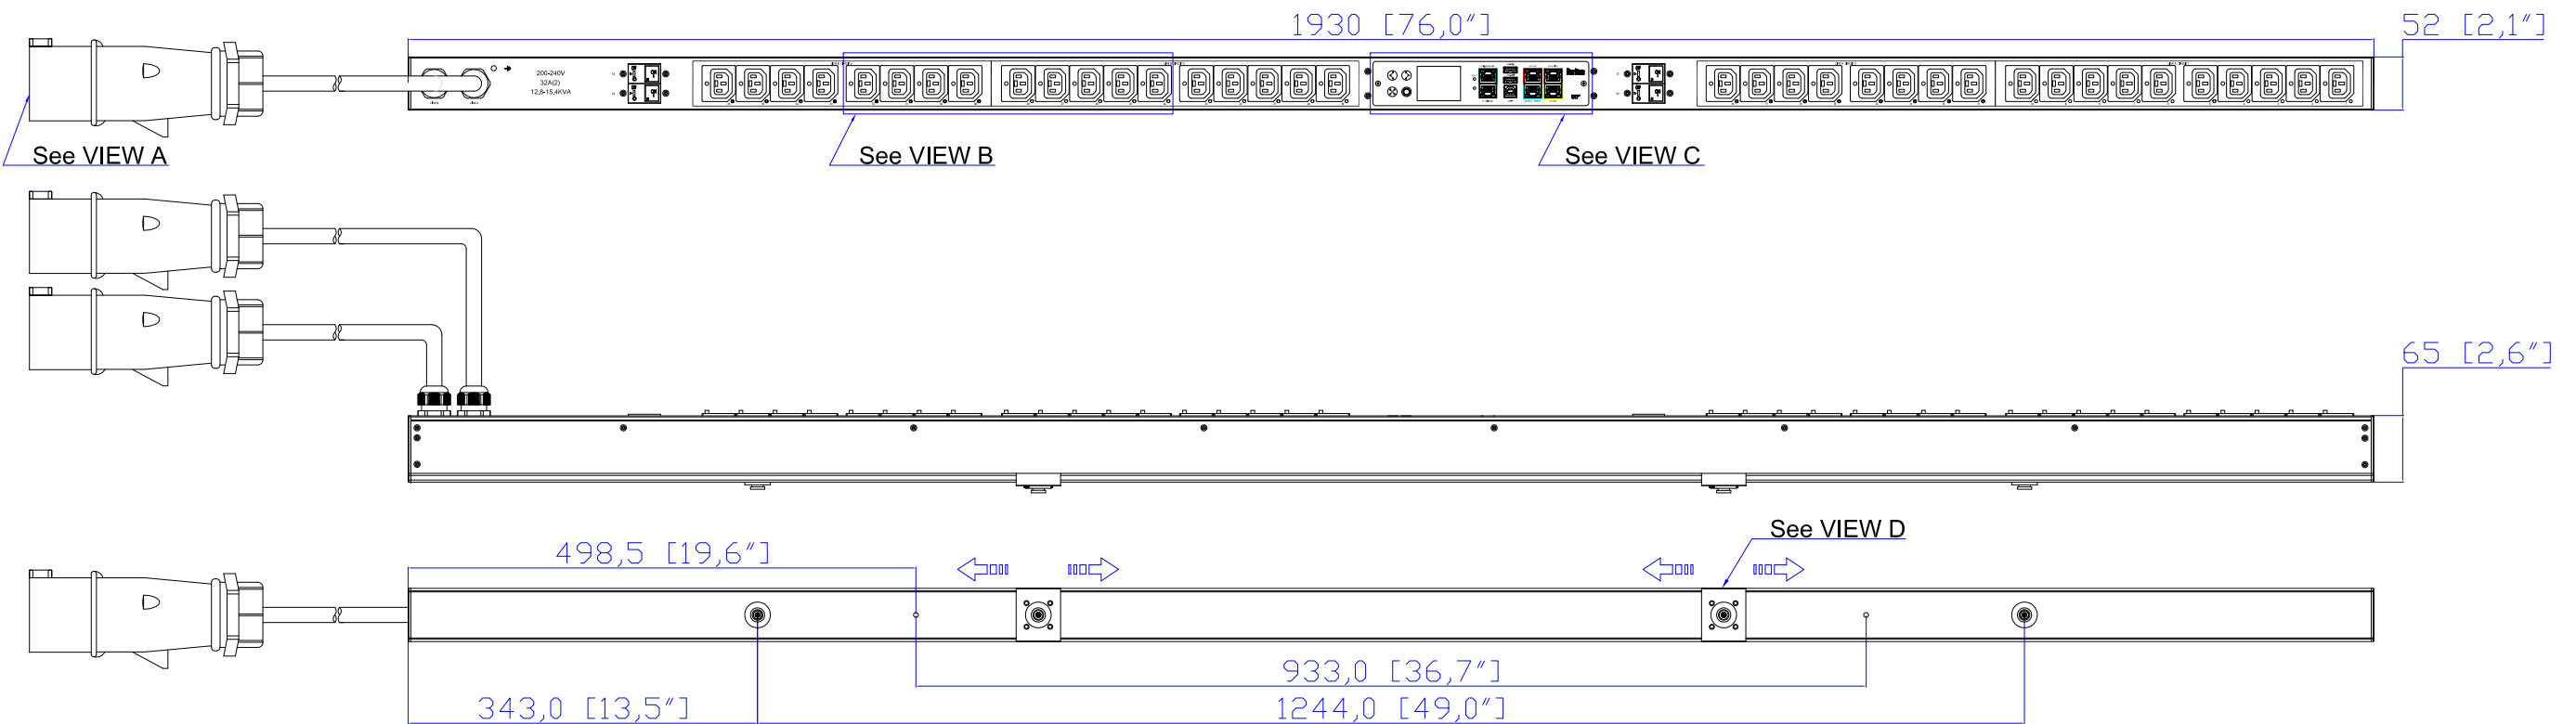 1930 [76,0"]
52 [2,1"]
200-240V
32A(2)
12,8-15,4KVA
See VIEW A
See VIEW B
See VIEW C
65 [2,6"]
See VIEW D
498,5 [19,6"]
933,0 [36,7"]
343,0 [13,5"]
1244,0 [49,0"]